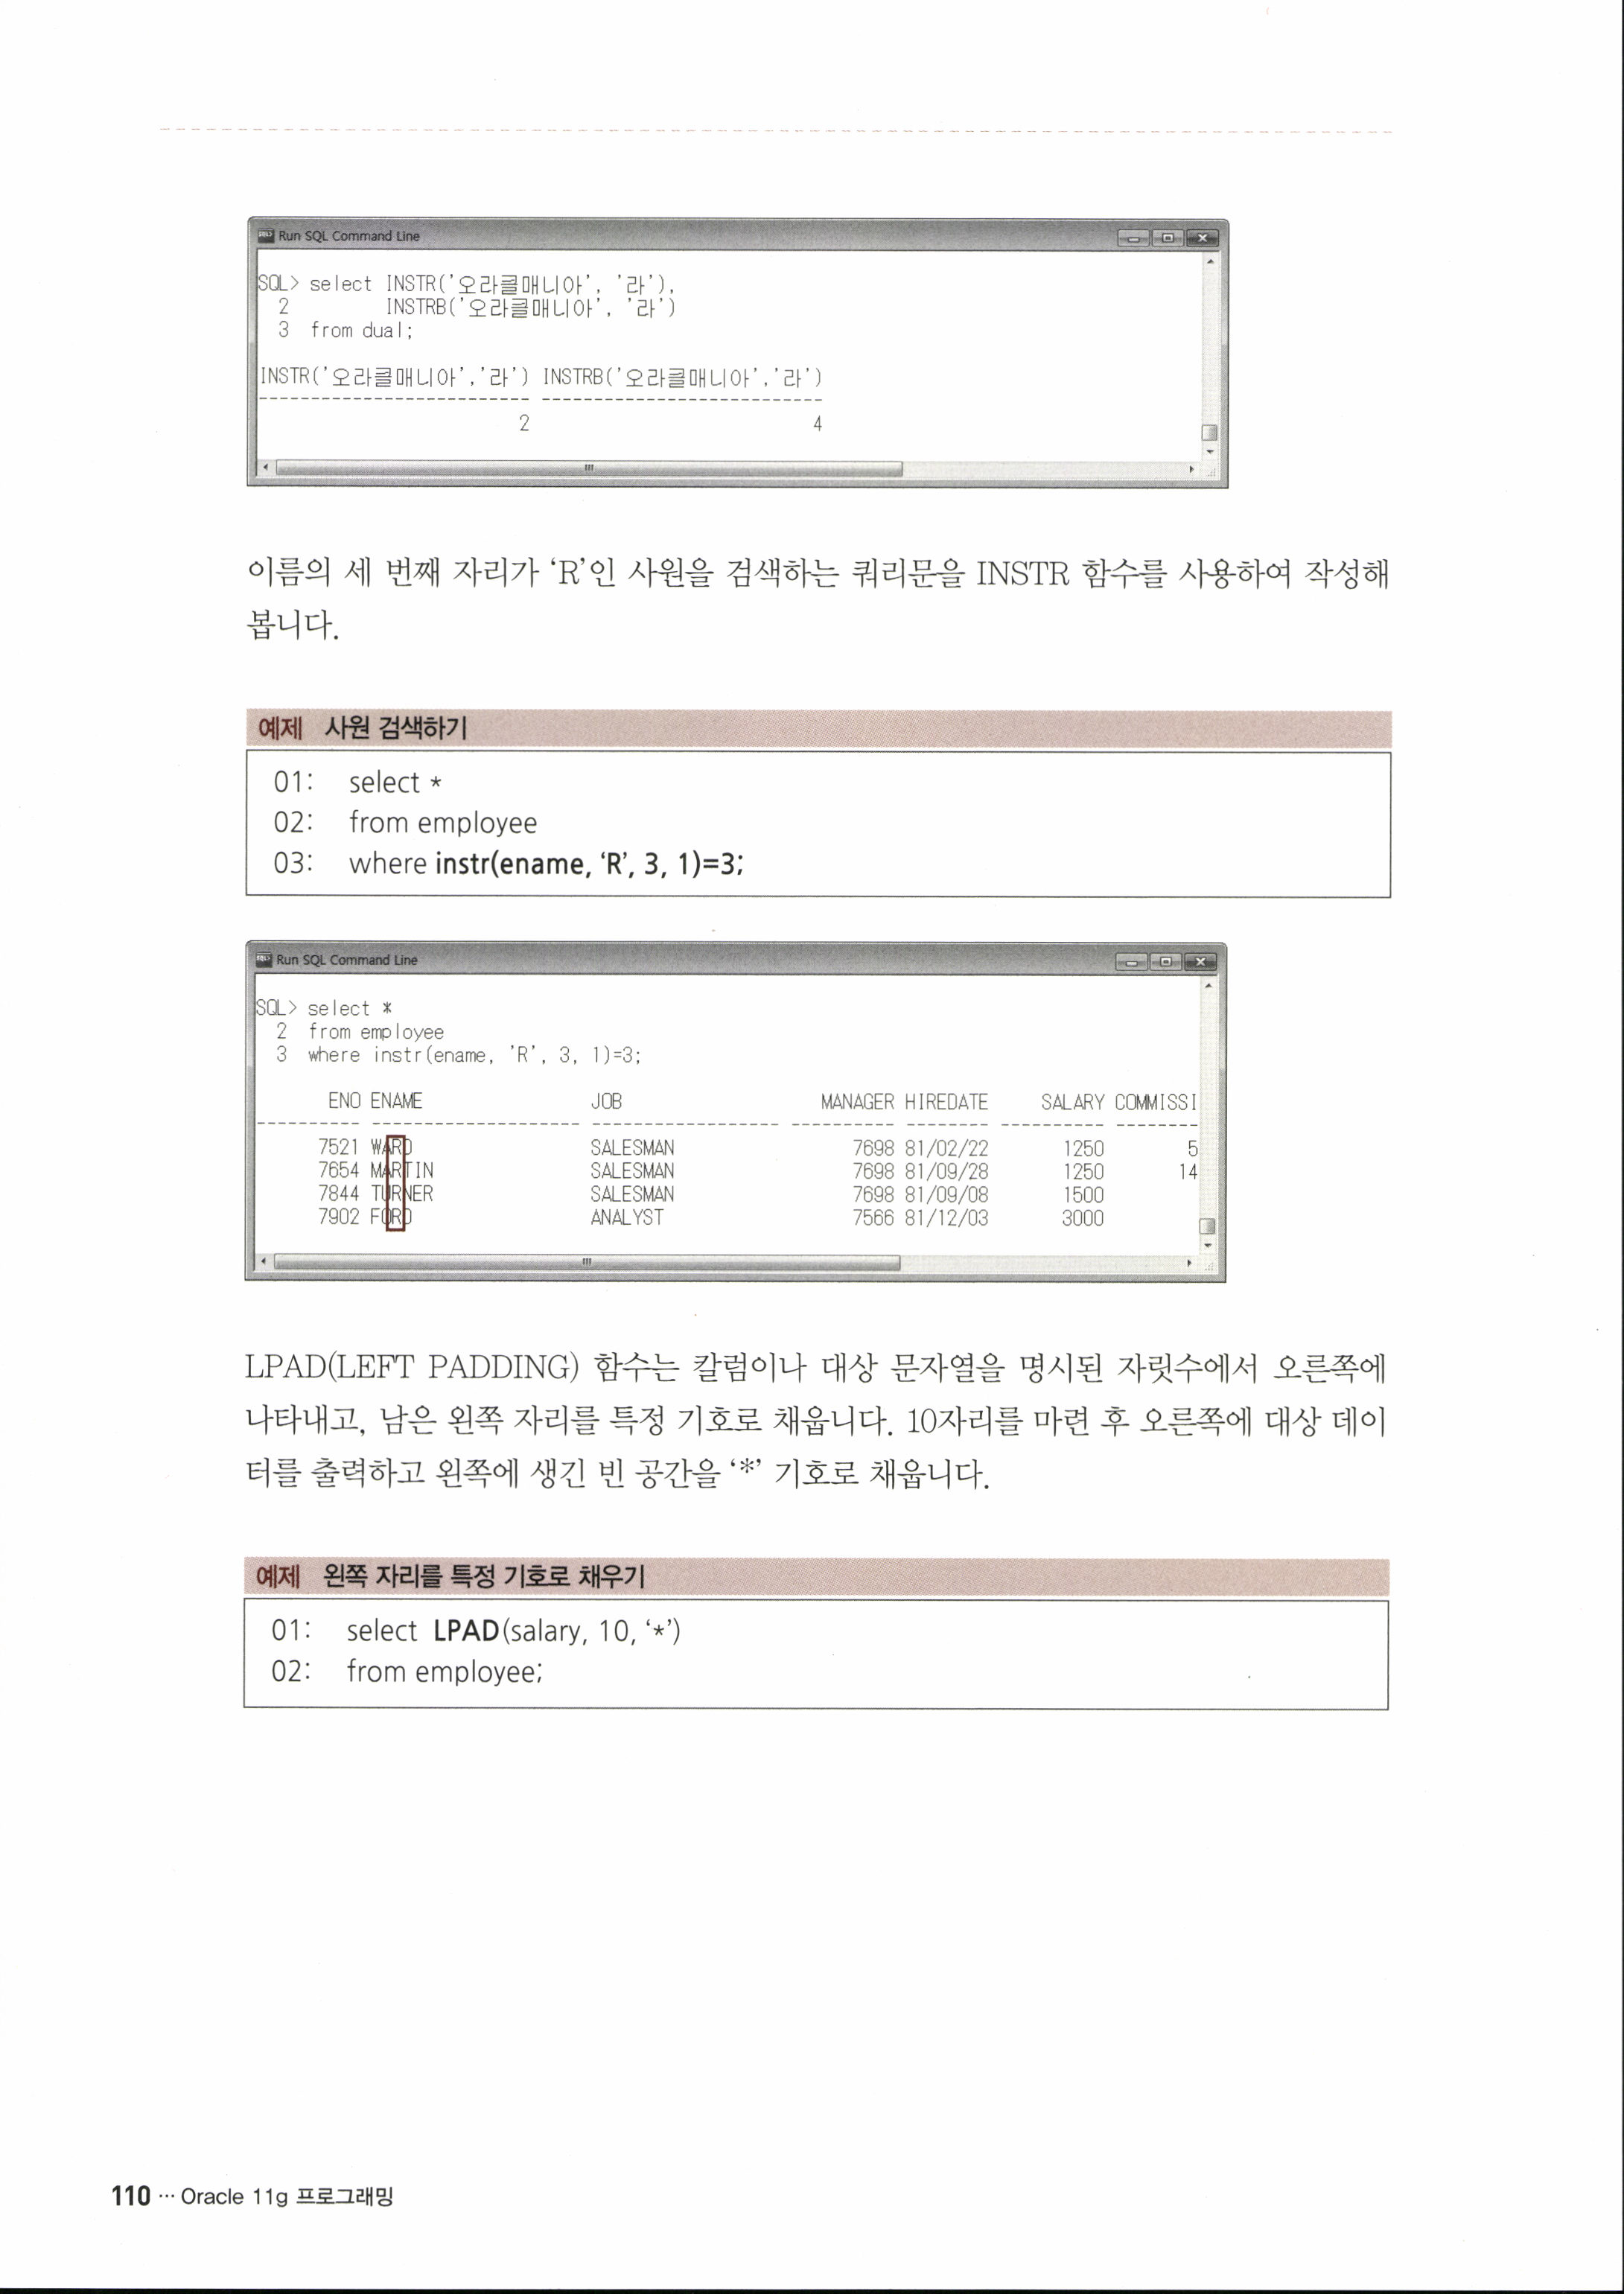 Run SQL Command Line
SQL> select INSTR('오라클매니아', '라'),
2 INSTRB('오라클매니아', '라')
3 from dual;
INSTR('오라클매니아','라') INSTRB('오라클매니아','라')
--------------------------- ---------------------------
2 4
이름의 세 번째 자리가 ‘R’인 사원을 검색하는 쿼리문을 INSTR 함수를 사용하여 작성해
봅니다.
예제 사원 검색하기
01: select *
02: from employee
03: where instr(ename, ‘R’, 3, 1)=3;
Run SQL Command Line
SQL> select *
2 from employee
3 where instr(ename, 'R', 3, 1)=3;
ENO ENAME JOB MANAGER HIREDATE SALARY COMMISSI
---------- -------------------- ------------------ ---------- -------- ---------- --------
7521 WARD SALESMAN 7698 81/02/22 1250 5
7654 MARTIN SALESMAN 7698 81/09/28 1250 14
7844 TURNER SALESMAN 7698 81/09/08 1500
7902 FORD ANALYST 7566 81/12/03 3000
LPAD(LEFT PADDING) 함수는 칼럼이나 대상 문자열을 명시된 자릿수에서 오른쪽에
나타내고, 남은 왼쪽 자리를 특정 기호로 채웁니다. 10자리를 마련 후 오른쪽에 대상 데이
터를 출력하고 왼쪽에 생긴 빈 공간을 ‘*’ 기호로 채웁니다.
예제 왼쪽 자리를 특정 기호로 채우기
01: select LPAD(salary, 10, ‘*’)
02: from employee;
110 ··· Oracle 11g 프로그래밍